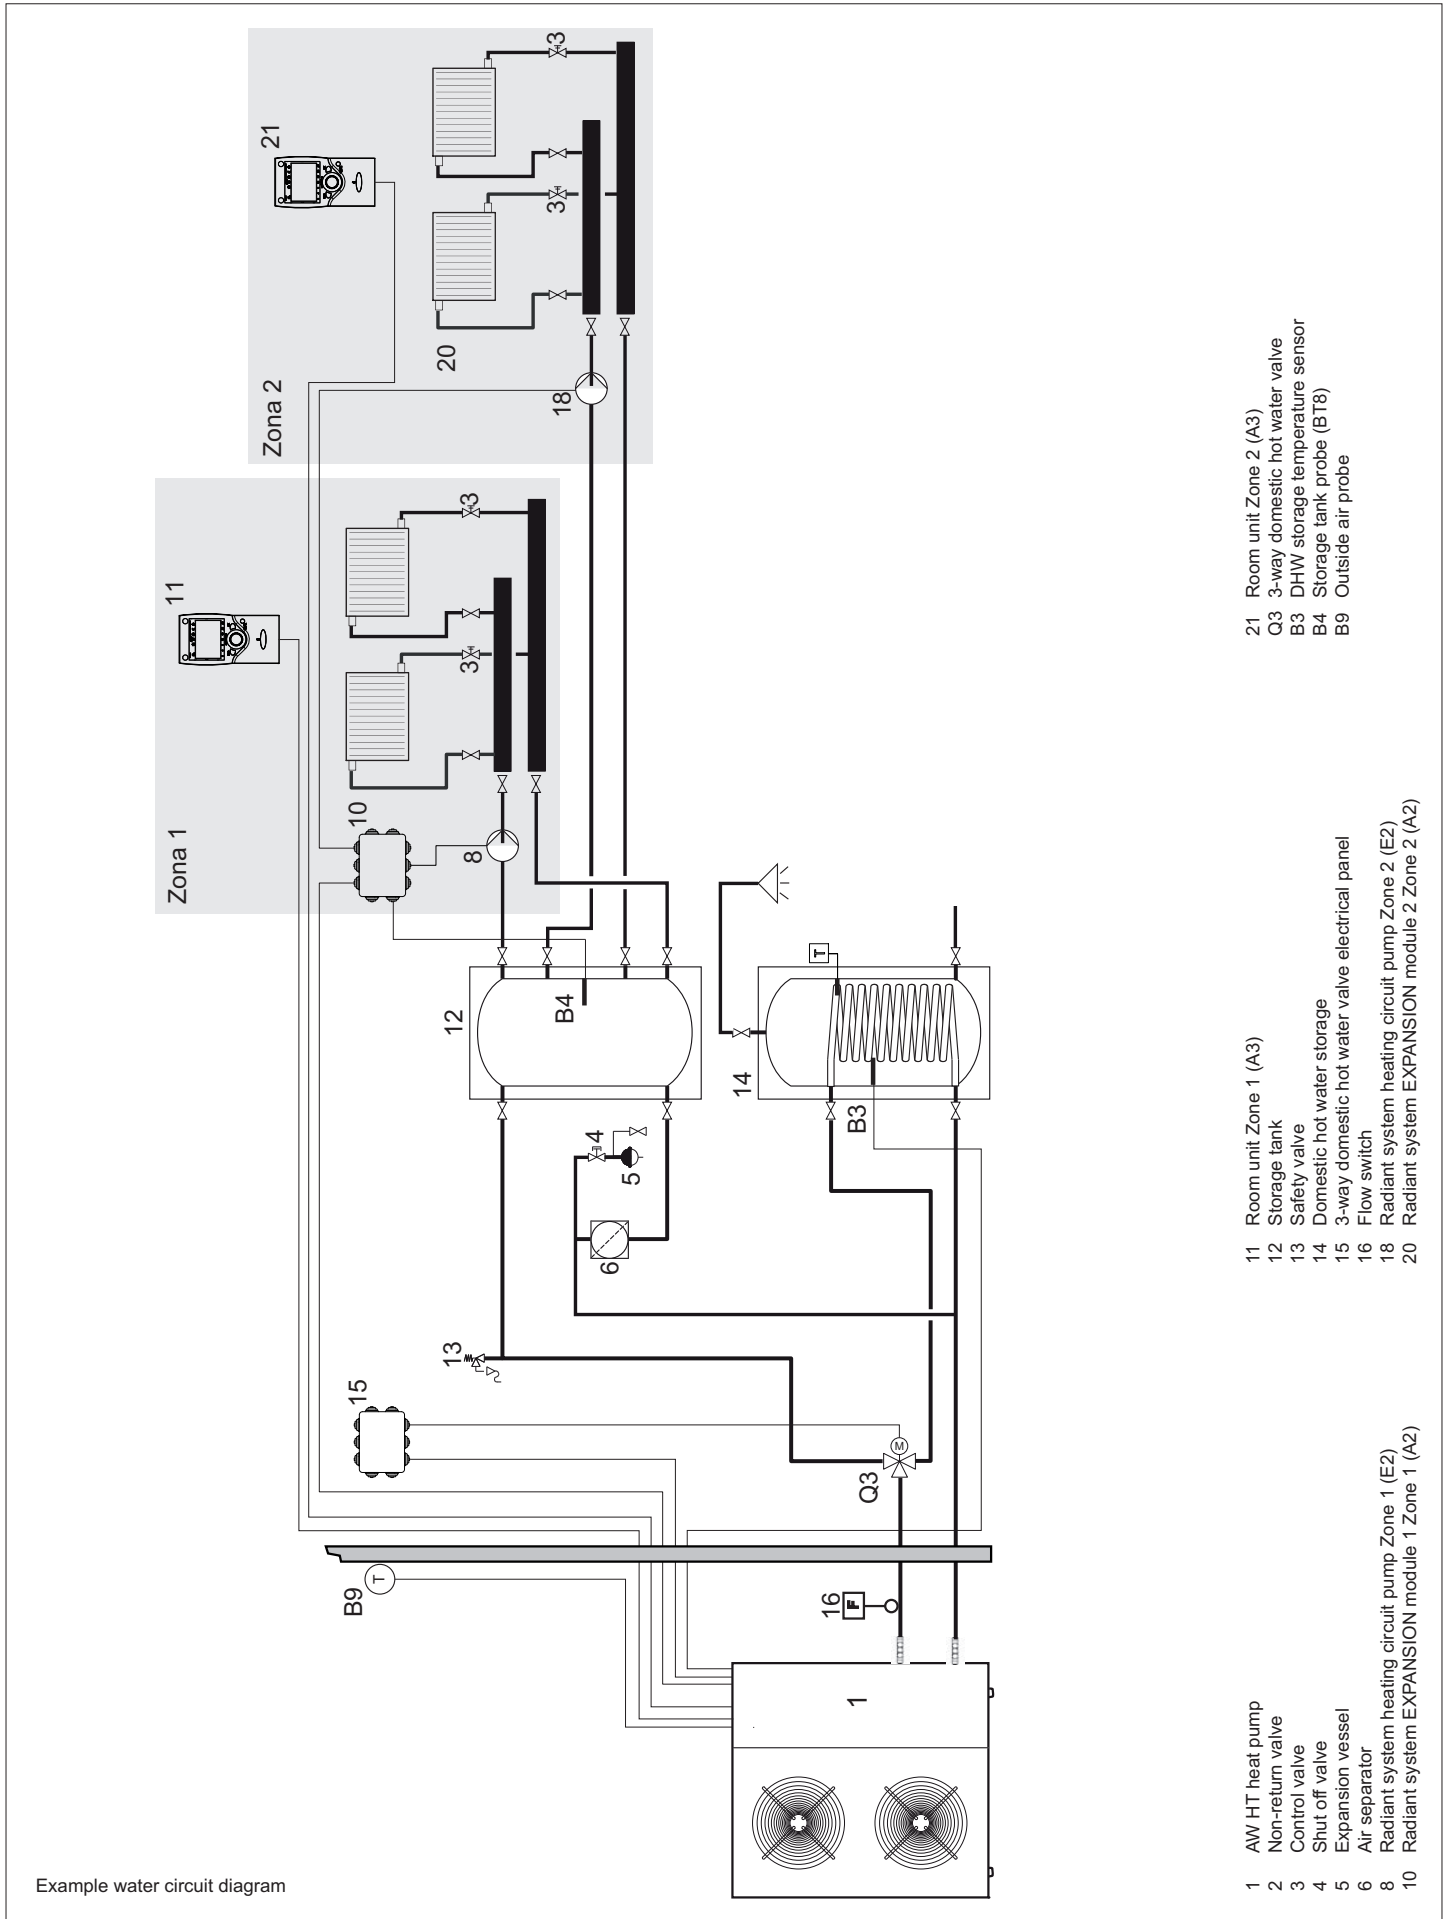 Example water circuit diagram
Zona 1
Zona 2
21
3
3
20
18
11
3
3
10
8
12
B4
14
T
B3
4
5
6
13
15
M
Q3
B9
T
16
F
1
1 AW HT heat pump
2 Non-return valve
3 Control valve
4 Shut off valve
5 Expansion vessel
6 Air separator
8 Radiant system heating circuit pump Zone 1 (E2)
10 Radiant system EXPANSION module 1 Zone 1 (A2)
11 Room unit Zone 1 (A3)
12 Storage tank
13 Safety valve
14 Domestic hot water storage
15 3-way domestic hot water valve electrical panel
16 Flow switch
18 Radiant system heating circuit pump Zone 2 (E2)
20 Radiant system EXPANSION module 2 Zone 2 (A2)
21 Room unit Zone 2 (A3)
Q3 3-way domestic hot water valve
B3 DHW storage temperature sensor
B4 Storage tank probe (BT8)
B9 Outside air probe